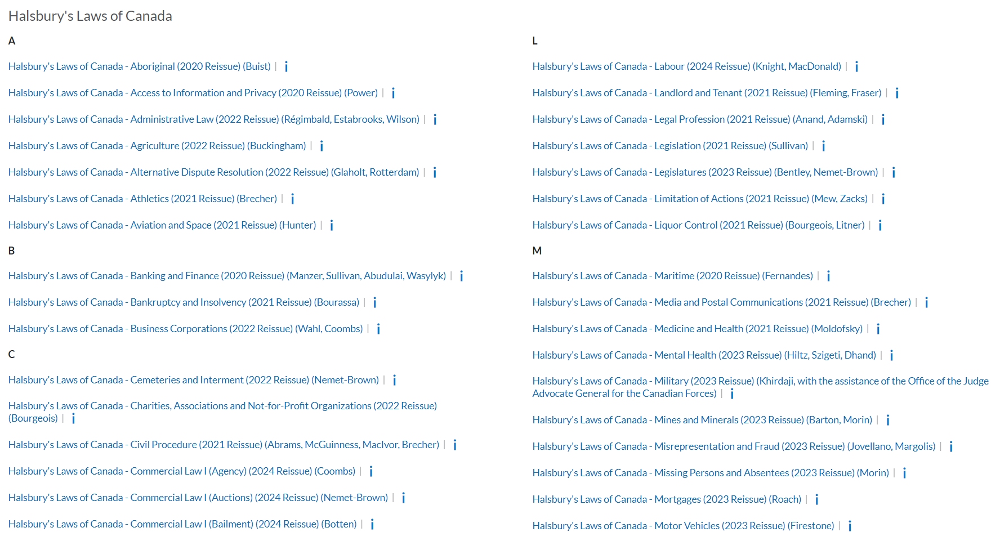 Halsbury's Laws of Canada
A
Halsbury's Laws of Canada - Aboriginal (2020 Reissue) (Buist) |
Halsbury's Laws of Canada - Access to Information and Privacy (2020 Reissue) (Power) |
Halsbury's Laws of Canada - Administrative Law (2022 Reissue) (Régimbald, Estabrooks, Wilson) |
Halsbury's Laws of Canada - Agriculture (2022 Reissue) (Buckingham) |
Halsbury's Laws of Canada - Alternative Dispute Resolution (2022 Reissue) (Glaholt, Rotterdam) |
Halsbury's Laws of Canada - Athletics (2021 Reissue) (Brecher) |
Halsbury's Laws of Canada - Aviation and Space (2021 Reissue) (Hunter) |
B
Halsbury's Laws of Canada - Banking and Finance (2020 Reissue) (Manzer, Sullivan, Abudulai, Wasylyk) |
Halsbury's Laws of Canada - Bankruptcy and Insolvency (2021 Reissue) (Bourassa) |
Halsbury's Laws of Canada - Business Corporations (2022 Reissue) (Wahl, Coombs) |
C
Halsbury's Laws of Canada - Cemeteries and Interment (2022 Reissue) (Nemet-Brown) |
Halsbury's Laws of Canada - Charities, Associations and Not-for-Profit Organizations (2022 Reissue)
(Bourgeois) |
Halsbury's Laws of Canada - Civil Procedure (2021 Reissue) (Abrams, McGuinness, MacIvor, Brecher) |
Halsbury's Laws of Canada - Commercial Law I (Agency) (2024 Reissue) (Coombs) |
Halsbury's Laws of Canada - Commercial Law I (Auctions) (2024 Reissue) (Nemet-Brown) |
Halsbury's Laws of Canada - Commercial Law I (Bailment) (2024 Reissue) (Botten) |
L
Halsbury's Laws of Canada - Labour (2024 Reissue) (Knight, MacDonald) |
Halsbury's Laws of Canada - Landlord and Tenant (2021 Reissue) (Fleming, Fraser) |
Halsbury's Laws of Canada - Legal Profession (2021 Reissue) (Anand, Adamski) |
Halsbury's Laws of Canada - Legislation (2021 Reissue) (Sullivan) |
Halsbury's Laws of Canada - Legislatures (2023 Reissue) (Bentley, Nemet-Brown) |
Halsbury's Laws of Canada - Limitation of Actions (2021 Reissue) (Mew, Zacks) |
Halsbury's Laws of Canada - Liquor Control (2021 Reissue) (Bourgeois, Litner) |
M
Halsbury's Laws of Canada - Maritime (2020 Reissue) (Fernandes) |
Halsbury's Laws of Canada - Media and Postal Communications (2021 Reissue) (Brecher) |
Halsbury's Laws of Canada - Medicine and Health (2021 Reissue) (Moldofsky) |
Halsbury's Laws of Canada - Mental Health (2023 Reissue) (Hiltz, Szigeti, Dhand) |
Halsbury's Laws of Canada - Military (2023 Reissue) (Khirdaji, with the assistance of the Office of the Judge
Advocate General for the Canadian Forces) |
Halsbury's Laws of Canada - Mines and Minerals (2023 Reissue) (Barton, Morin) |
Halsbury's Laws of Canada - Misrepresentation and Fraud (2023 Reissue) (Jovellano, Margolis) |
Halsbury's Laws of Canada - Missing Persons and Absentees (2023 Reissue) (Morin) |
Halsbury's Laws of Canada - Mortgages (2023 Reissue) (Roach) |
Halsbury's Laws of Canada - Motor Vehicles (2023 Reissue) (Firestone) |